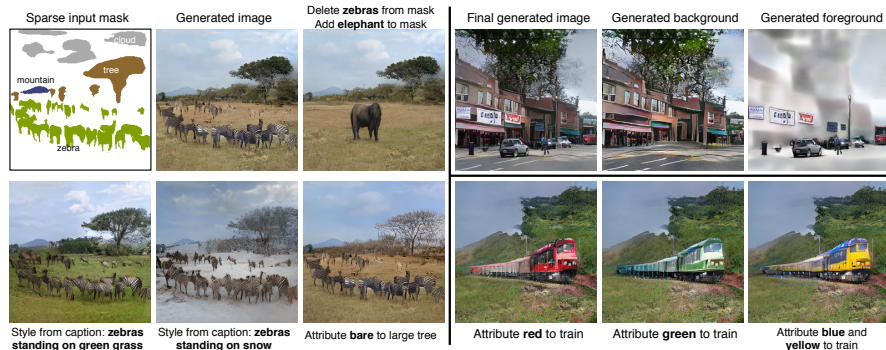 Sparse input mask
Generated image
Delete zebras from mask
Add elephant to mask
Final generated image
Generated background
Generated foreground
cloud
tree
mountain
zebra
Style from caption: zebras
standing on green grass
Style from caption: zebras
standing on snow
Attribute bare to large tree
Attribute red to train
Attribute green to train
Attribute blue and
yellow to train